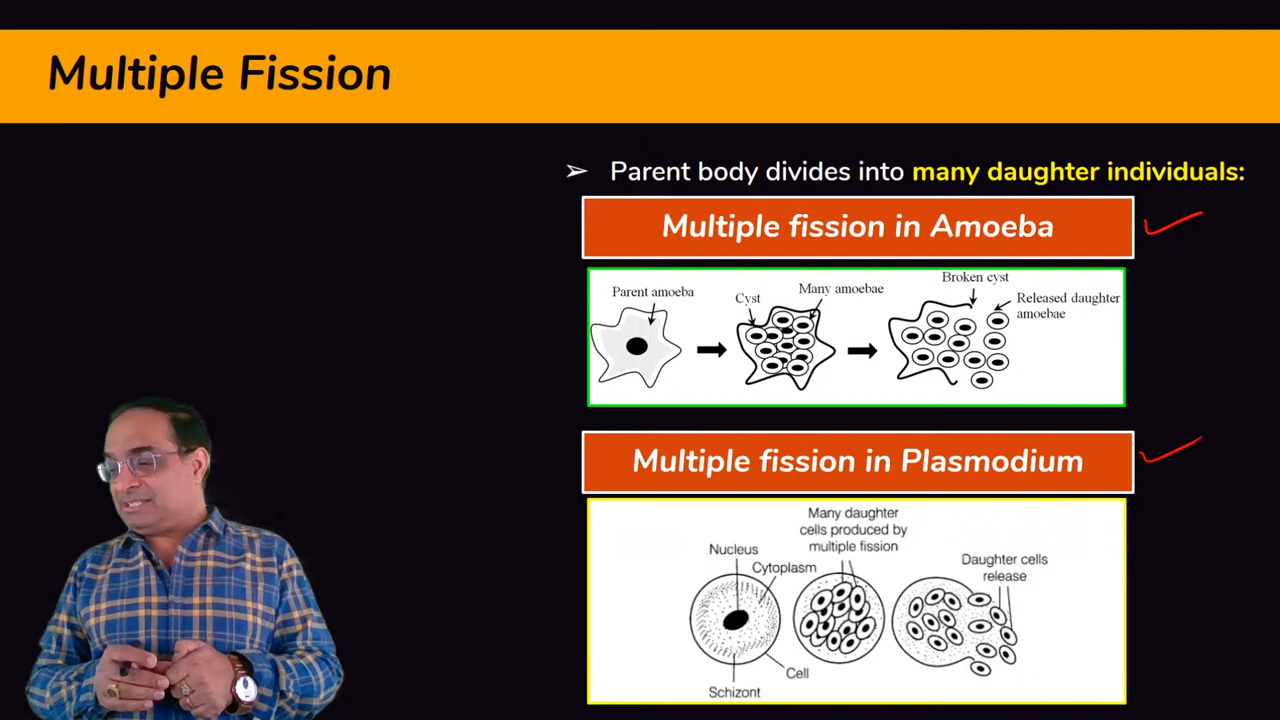 Multiple Fission
➢ Parent body divides into many daughter individuals:
Multiple fission in Amoeba
Parent amoeba
Cyst
Many amoebae
Broken cyst
Released daughter
amoebae
Multiple fission in Plasmodium
Many daughter
cells produced by
multiple fission
Nucleus
Cytoplasm
Daughter cells
release
Cell
Schizont